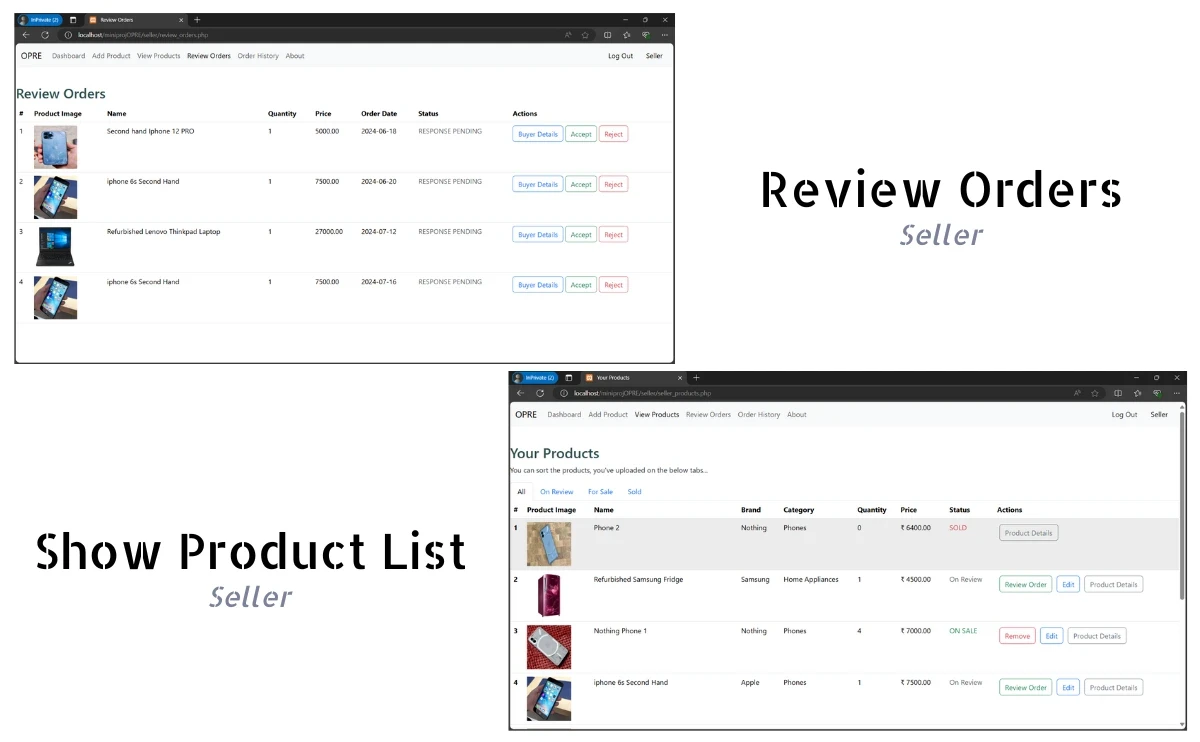 InPrivate (2) Review Orders
localhost/miniprojOPRE/seller/review_orders.php
OPRE Dashboard Add Product View Products Review Orders Order History About Log Out Seller
Review Orders
# Product Image Name Quantity Price Order Date Status Actions
1 Second hand Iphone 12 PRO 1 5000.00 2024-06-18 RESPONSE PENDING Buyer Details Accept Reject
2 iphone 6s Second Hand 1 7500.00 2024-06-20 RESPONSE PENDING Buyer Details Accept Reject
3 Refurbished Lenovo Thinkpad Laptop 1 27000.00 2024-07-12 RESPONSE PENDING Buyer Details Accept Reject
4 iphone 6s Second Hand 1 7500.00 2024-07-16 RESPONSE PENDING Buyer Details Accept Reject
Review Orders
Seller
InPrivate (2) Your Products
localhost/miniprojOPRE/seller/seller_products.php
OPRE Dashboard Add Product View Products Review Orders Order History About Log Out Seller
Your Products
You can sort the products, you've uploaded on the below tabs...
All On Review For Sale Sold
# Product Image Name Brand Category Quantity Price Status Actions
1 Phone 2 Nothing Phones 0 ₹ 6400.00 SOLD Product Details
2 Refurbished Samsung Fridge Samsung Home Appliances 1 ₹ 4500.00 On Review Review Order Edit Product Details
3 Nothing Phone 1 Nothing Phones 4 ₹ 7000.00 ON SALE Remove Edit Product Details
4 iphone 6s Second Hand Apple Phones 1 ₹ 7500.00 On Review Review Order Edit Product Details
Show Product List
Seller